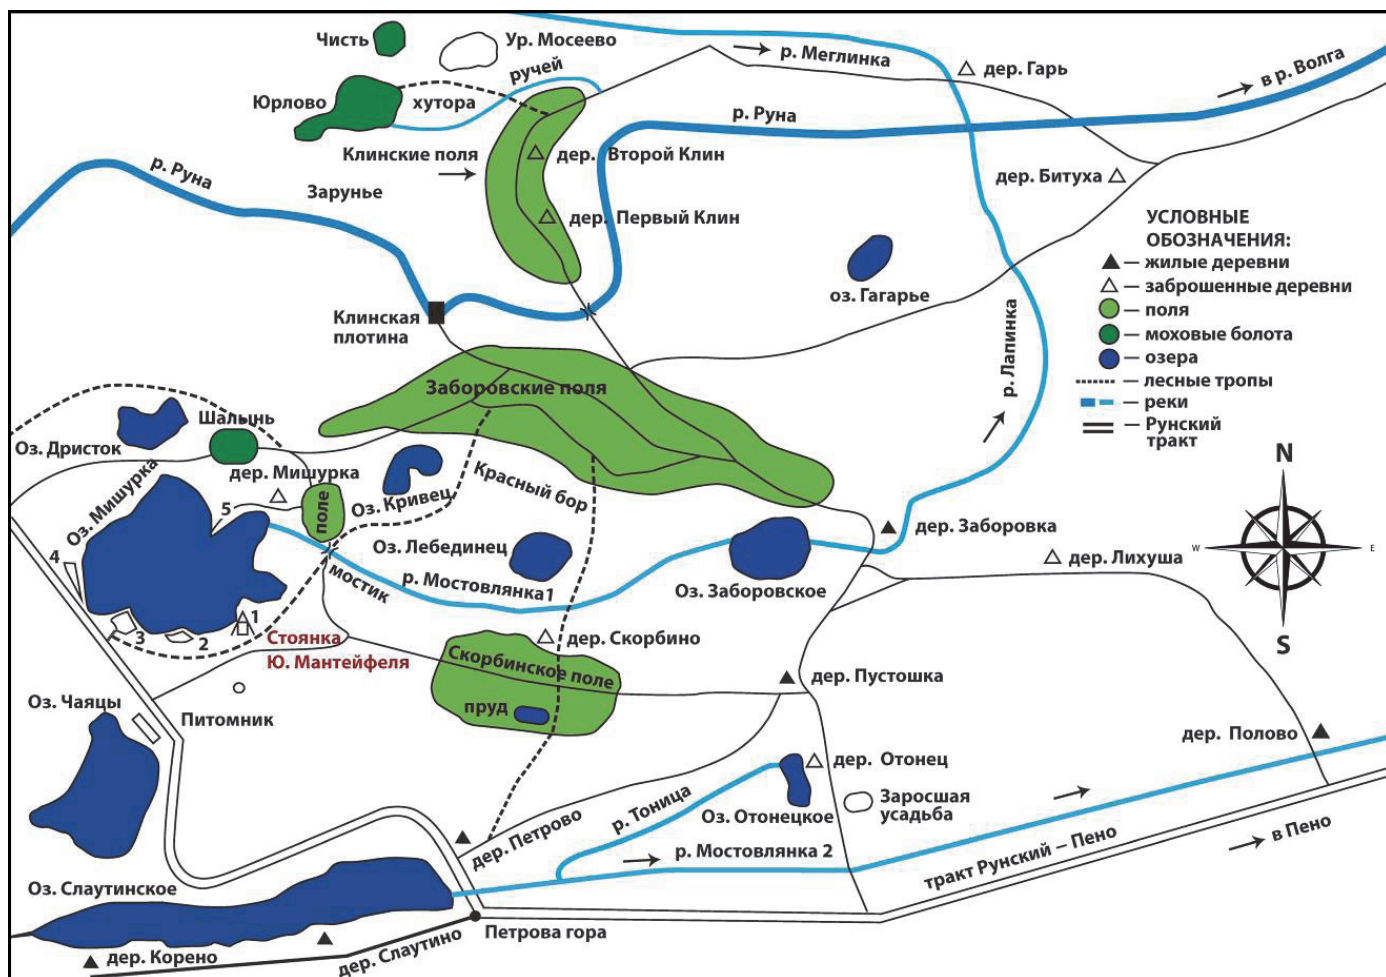 Чисть
Ур. Мосеево
ручей
р. Меглинка
дер. Гарь
в р. Волга
Юрлово
хутора
р. Руна
Клинские поля
дер. Второй Клин
р. Руна
Зарунье
дер. Битуха
дер. Первый Клин
УСЛОВНЫЕ
ОБОЗНАЧЕНИЯ:
— жилые деревни
— заброшенные деревни
— поля
— моховые болота
— озера
— лесные тропы
— реки
— Рунский
тракт
оз. Гагарье
Клинская
плотина
р. Лапинка
Заборовские поля
Шалынь
Оз. Дристок
дер. Мишурка
Оз. Мишурка
Красный бор
Оз. Кривец
поле
5
4
N
W
E
S
дер. Заборовка
Оз. Лебединец
мостик
р. Мостовлянка1
Оз. Заборовское
дер. Лихуша
1
2
3
Стоянка
Ю. Мантейфеля
дер. Скорбино
Скорбинское поле
дер. Пустошка
Оз. Чаяцы
Питомник
пруд
дер. Полово
дер. Отонец
р. Тоница
Оз. Отонецкое
Заросшая
усадьба
дер. Петрово
р. Мостовлянка 2
тракт Рунский – Пено
в Пено
Оз. Слаутинское
Петрова гора
дер. Корено
дер. Слаутино